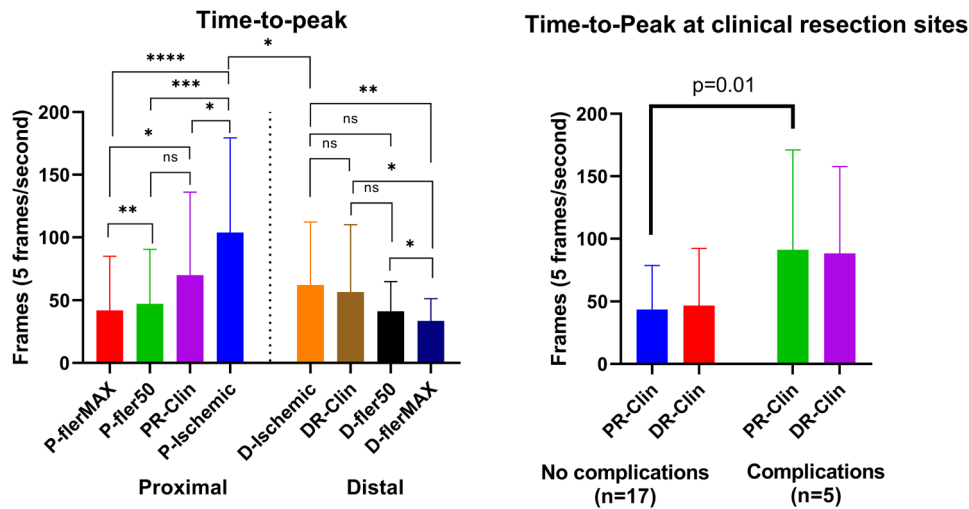 Time-to-peak
*
****
**
***
ns
*
*
*
ns
ns
**
*
Frames (5 frames/second)
200
150
100
50
0
P-flerMAX
P-fler50
PR-Clin
P-Ischemic
D-Ischemic
DR-Clin
D-fler50
D-flerMAX
Proximal
Distal
Time-to-Peak at clinical resection sites
p=0.01
Frames (5 frames/second)
200
150
100
50
0
PR-Clin
DR-Clin
PR-Clin
DR-Clin
No complications
(n=17)
Complications
(n=5)